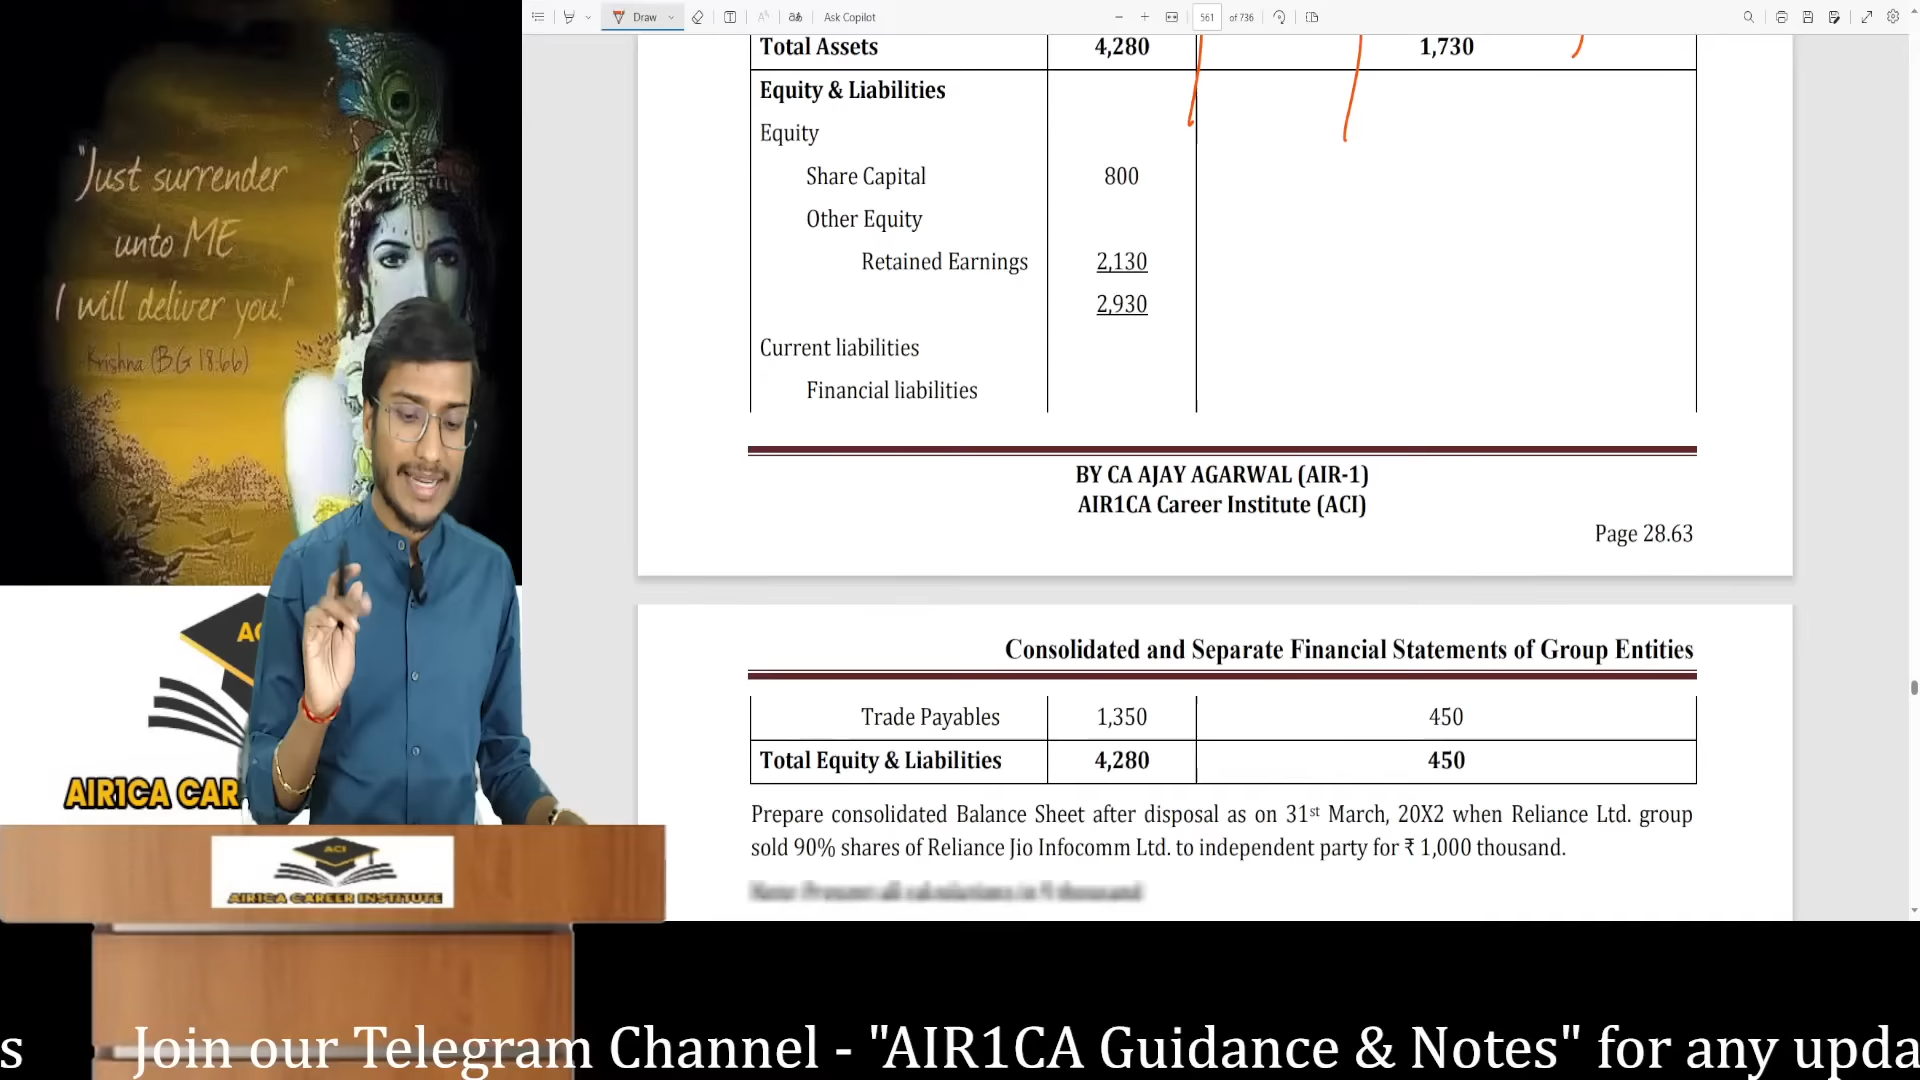 "Just surrender
unto ME
I will deliver you!"
- Krishna (B.G 18.66)
AIR1CA CAR
ACI
AIR1CA CAREER INSTITUTE
Draw
Ask Copilot
561
of 736
Total Assets 4,280 1,730
Equity & Liabilities
Equity
Share Capital 800
Other Equity
Retained Earnings 2,130
2,930
Current liabilities
Financial liabilities
BY CA AJAY AGARWAL (AIR-1)
AIR1CA Career Institute (ACI)
Page 28.63
Consolidated and Separate Financial Statements of Group Entities
Trade Payables 1,350 450
Total Equity & Liabilities 4,280 450
Prepare consolidated Balance Sheet after disposal as on 31st March, 20X2 when Reliance Ltd. group
sold 90% shares of Reliance Jio Infocomm Ltd. to independent party for ₹ 1,000 thousand.
s Join our Telegram Channel - "AIR1CA Guidance & Notes" for any upda